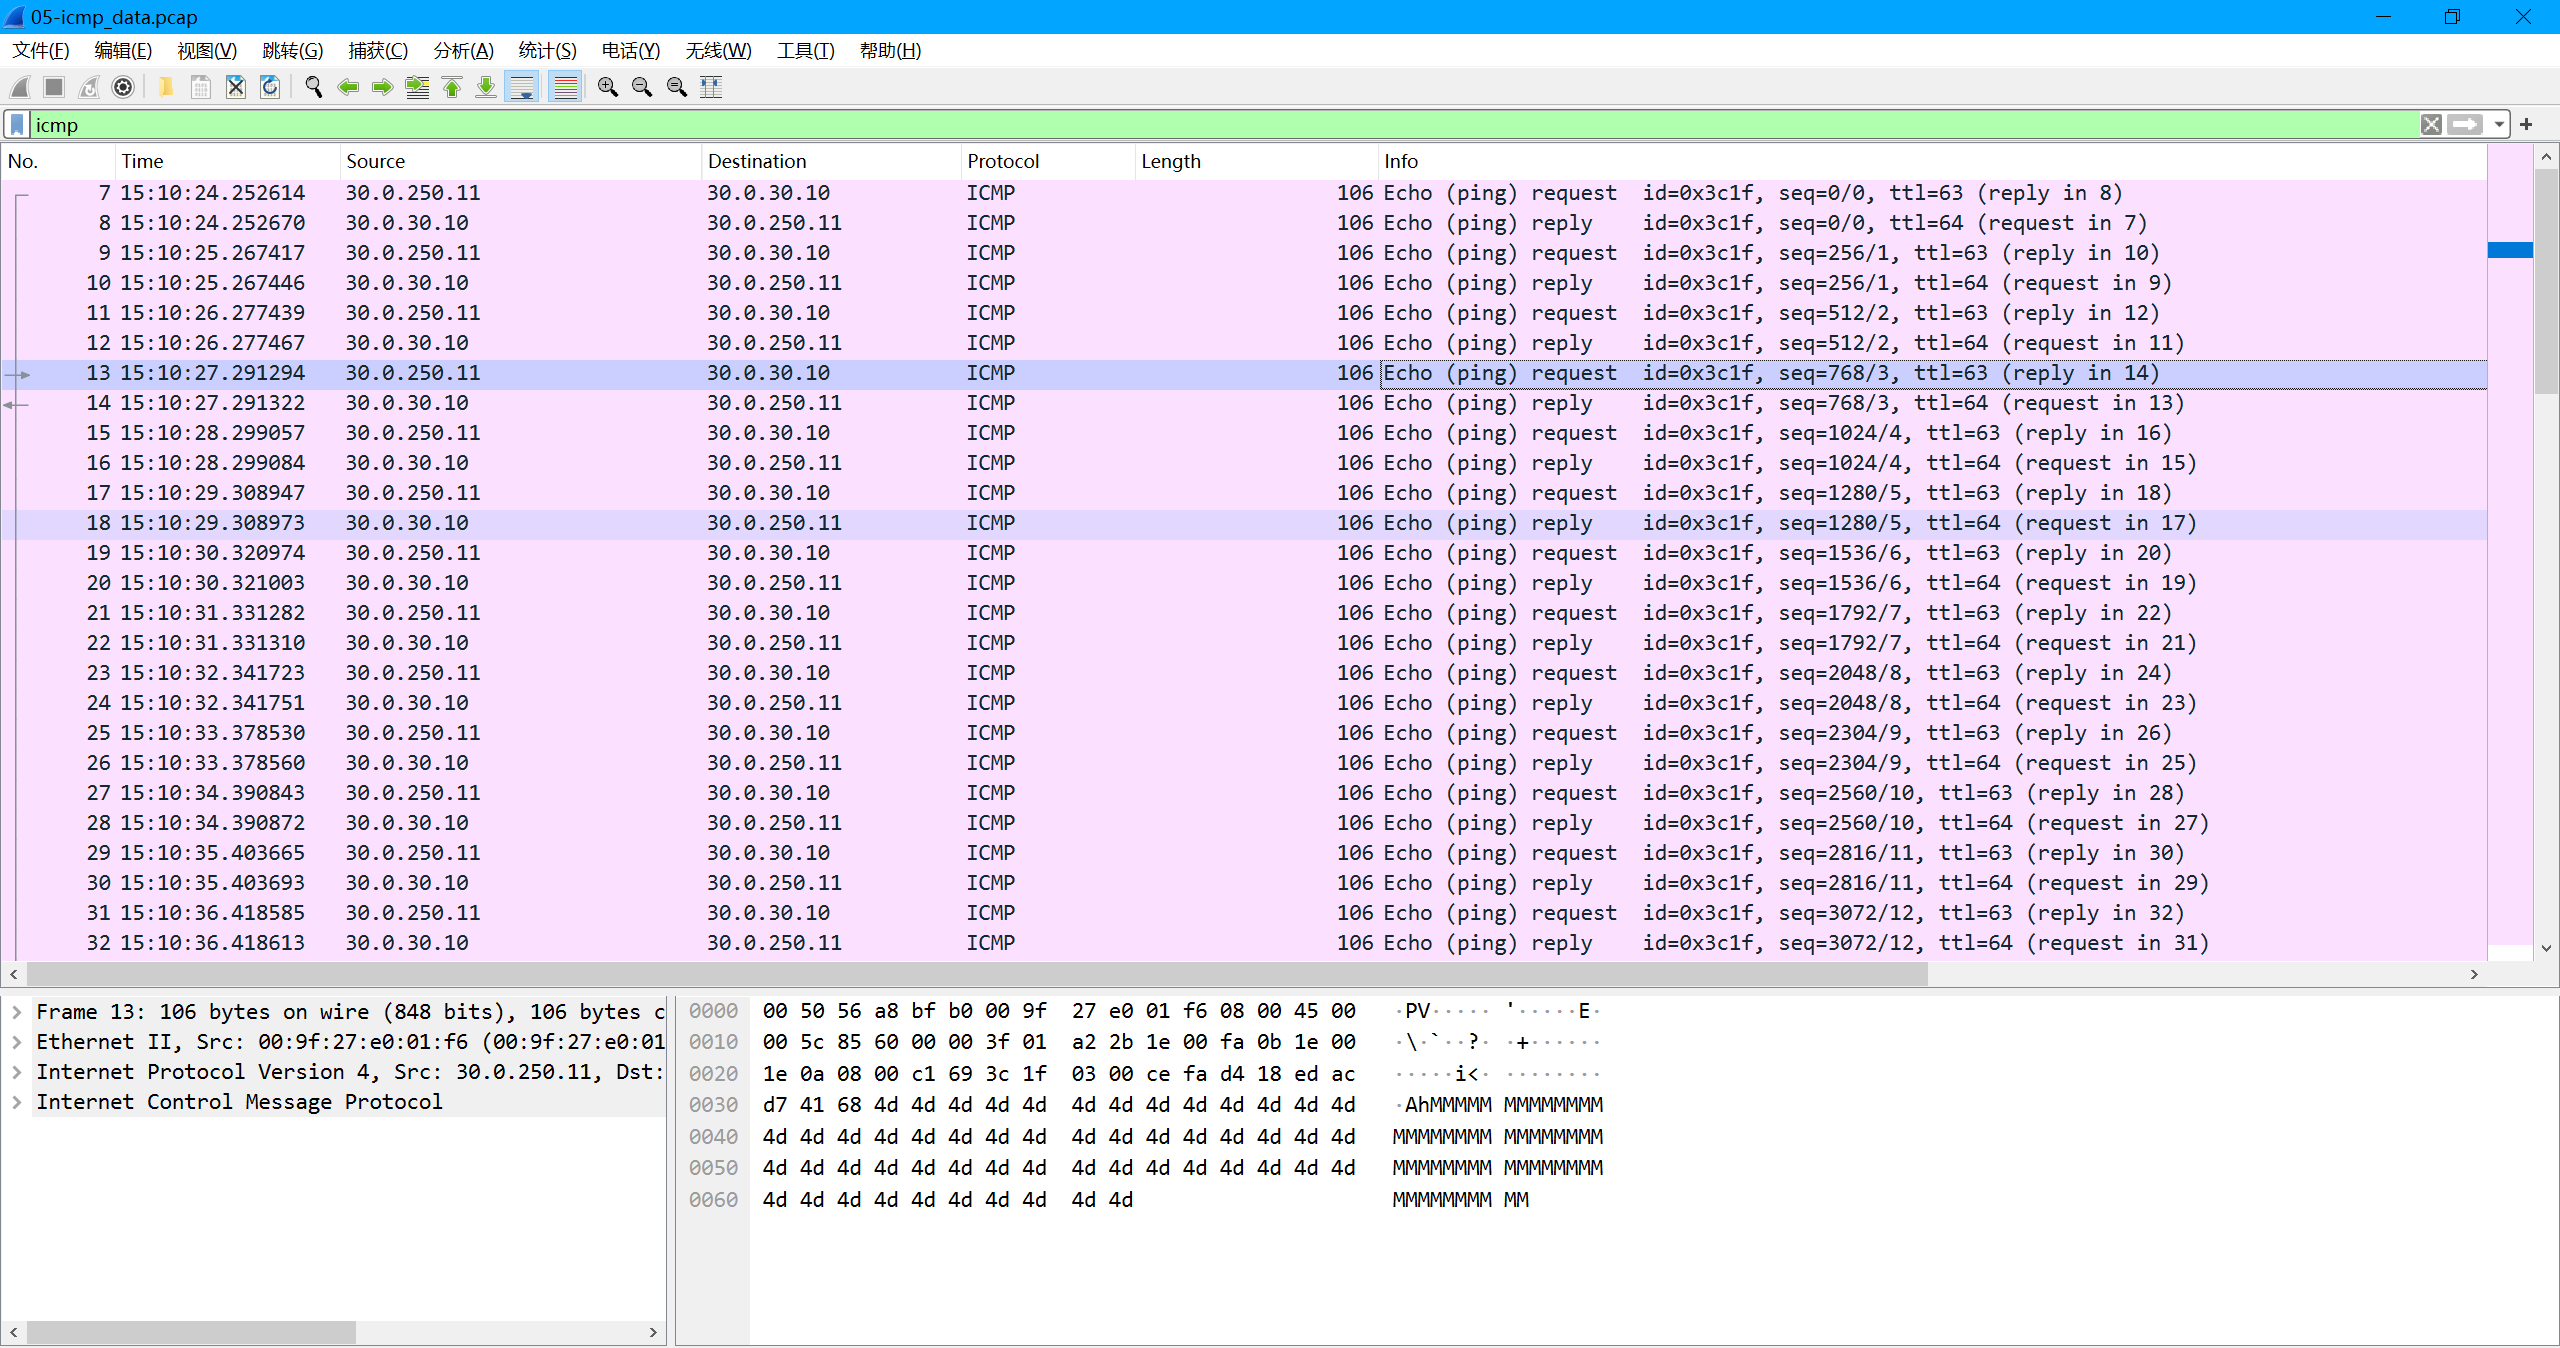 05-icmp_data.pcap
文件(F) 编辑(E) 视图(V) 跳转(G) 捕获(C) 分析(A) 统计(S) 电话(Y) 无线(W) 工具(T) 帮助(H)
icmp
No. Time Source Destination Protocol Length Info
7 15:10:24.252614 30.0.250.11 30.0.30.10 ICMP 106 Echo (ping) request id=0x3c1f, seq=0/0, ttl=63 (reply in 8)
8 15:10:24.252670 30.0.30.10 30.0.250.11 ICMP 106 Echo (ping) reply id=0x3c1f, seq=0/0, ttl=64 (request in 7)
9 15:10:25.267417 30.0.250.11 30.0.30.10 ICMP 106 Echo (ping) request id=0x3c1f, seq=256/1, ttl=63 (reply in 10)
10 15:10:25.267446 30.0.30.10 30.0.250.11 ICMP 106 Echo (ping) reply id=0x3c1f, seq=256/1, ttl=64 (request in 9)
11 15:10:26.277439 30.0.250.11 30.0.30.10 ICMP 106 Echo (ping) request id=0x3c1f, seq=512/2, ttl=63 (reply in 12)
12 15:10:26.277467 30.0.30.10 30.0.250.11 ICMP 106 Echo (ping) reply id=0x3c1f, seq=512/2, ttl=64 (request in 11)
13 15:10:27.291294 30.0.250.11 30.0.30.10 ICMP 106 Echo (ping) request id=0x3c1f, seq=768/3, ttl=63 (reply in 14)
14 15:10:27.291322 30.0.30.10 30.0.250.11 ICMP 106 Echo (ping) reply id=0x3c1f, seq=768/3, ttl=64 (request in 13)
15 15:10:28.299057 30.0.250.11 30.0.30.10 ICMP 106 Echo (ping) request id=0x3c1f, seq=1024/4, ttl=63 (reply in 16)
16 15:10:28.299084 30.0.30.10 30.0.250.11 ICMP 106 Echo (ping) reply id=0x3c1f, seq=1024/4, ttl=64 (request in 15)
17 15:10:29.308947 30.0.250.11 30.0.30.10 ICMP 106 Echo (ping) request id=0x3c1f, seq=1280/5, ttl=63 (reply in 18)
18 15:10:29.308973 30.0.30.10 30.0.250.11 ICMP 106 Echo (ping) reply id=0x3c1f, seq=1280/5, ttl=64 (request in 17)
19 15:10:30.320974 30.0.250.11 30.0.30.10 ICMP 106 Echo (ping) request id=0x3c1f, seq=1536/6, ttl=63 (reply in 20)
20 15:10:30.321003 30.0.30.10 30.0.250.11 ICMP 106 Echo (ping) reply id=0x3c1f, seq=1536/6, ttl=64 (request in 19)
21 15:10:31.331282 30.0.250.11 30.0.30.10 ICMP 106 Echo (ping) request id=0x3c1f, seq=1792/7, ttl=63 (reply in 22)
22 15:10:31.331310 30.0.30.10 30.0.250.11 ICMP 106 Echo (ping) reply id=0x3c1f, seq=1792/7, ttl=64 (request in 21)
23 15:10:32.341723 30.0.250.11 30.0.30.10 ICMP 106 Echo (ping) request id=0x3c1f, seq=2048/8, ttl=63 (reply in 24)
24 15:10:32.341751 30.0.30.10 30.0.250.11 ICMP 106 Echo (ping) reply id=0x3c1f, seq=2048/8, ttl=64 (request in 23)
25 15:10:33.378530 30.0.250.11 30.0.30.10 ICMP 106 Echo (ping) request id=0x3c1f, seq=2304/9, ttl=63 (reply in 26)
26 15:10:33.378560 30.0.30.10 30.0.250.11 ICMP 106 Echo (ping) reply id=0x3c1f, seq=2304/9, ttl=64 (request in 25)
27 15:10:34.390843 30.0.250.11 30.0.30.10 ICMP 106 Echo (ping) request id=0x3c1f, seq=2560/10, ttl=63 (reply in 28)
28 15:10:34.390872 30.0.30.10 30.0.250.11 ICMP 106 Echo (ping) reply id=0x3c1f, seq=2560/10, ttl=64 (request in 27)
29 15:10:35.403665 30.0.250.11 30.0.30.10 ICMP 106 Echo (ping) request id=0x3c1f, seq=2816/11, ttl=63 (reply in 30)
30 15:10:35.403693 30.0.30.10 30.0.250.11 ICMP 106 Echo (ping) reply id=0x3c1f, seq=2816/11, ttl=64 (request in 29)
31 15:10:36.418585 30.0.250.11 30.0.30.10 ICMP 106 Echo (ping) request id=0x3c1f, seq=3072/12, ttl=63 (reply in 32)
32 15:10:36.418613 30.0.30.10 30.0.250.11 ICMP 106 Echo (ping) reply id=0x3c1f, seq=3072/12, ttl=64 (request in 31)
Frame 13: 106 bytes on wire (848 bits), 106 bytes c
Ethernet II, Src: 00:9f:27:e0:01:f6 (00:9f:27:e0:01
Internet Protocol Version 4, Src: 30.0.250.11, Dst:
Internet Control Message Protocol
0000 00 50 56 a8 bf b0 00 9f 27 e0 01 f6 08 00 45 00 ·PV····· '·····E·
0010 00 5c 85 60 00 00 3f 01 a2 2b 1e 00 fa 0b 1e 00 ·\·`··?· ·+······
0020 1e 0a 08 00 c1 69 3c 1f 03 00 ce fa d4 18 ed ac ·····i<· ········
0030 d7 41 68 4d 4d 4d 4d 4d 4d 4d 4d 4d 4d 4d 4d 4d ·AhMMMMM MMMMMMMM
0040 4d 4d 4d 4d 4d 4d 4d 4d 4d 4d 4d 4d 4d 4d 4d 4d MMMMMMMM MMMMMMMM
0050 4d 4d 4d 4d 4d 4d 4d 4d 4d 4d 4d 4d 4d 4d 4d 4d MMMMMMMM MMMMMMMM
0060 4d 4d 4d 4d 4d 4d 4d 4d 4d 4d MMMMMMMM MM